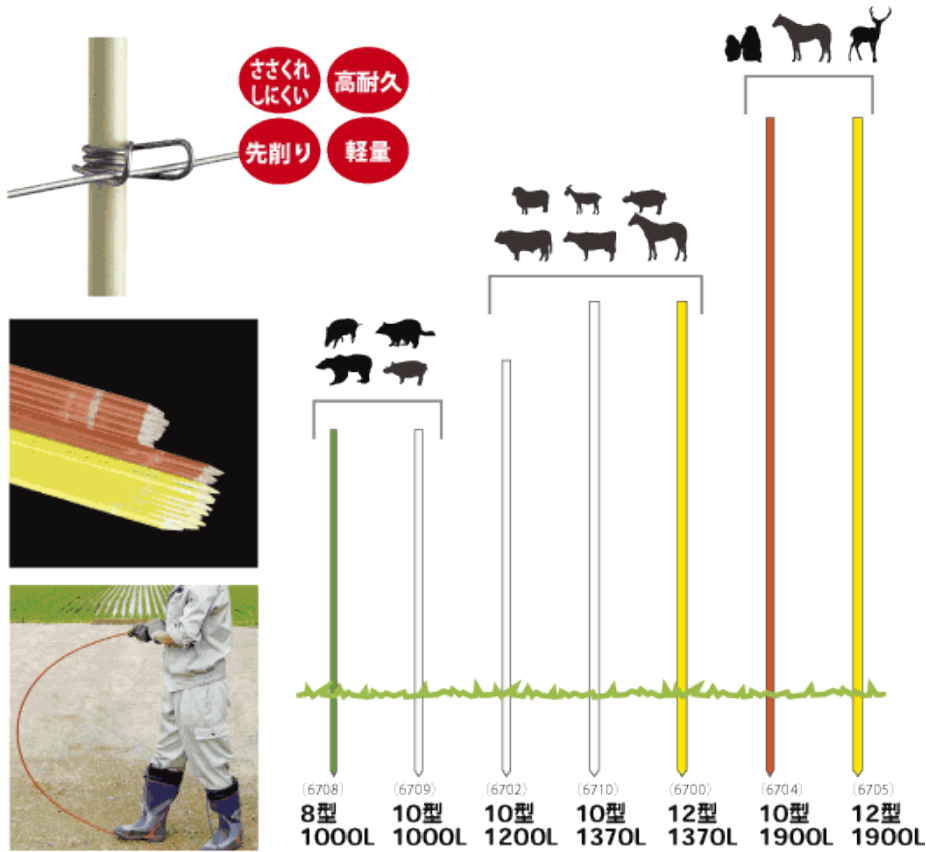 ささくれ
しにくい
高耐久
先削り
軽量
(6708)
8型
1000L
(6709)
10型
1000L
(6702)
10型
1200L
(6710)
10型
1370L
(6700)
12型
1370L
(6704)
10型
1900L
(6705)
12型
1900L